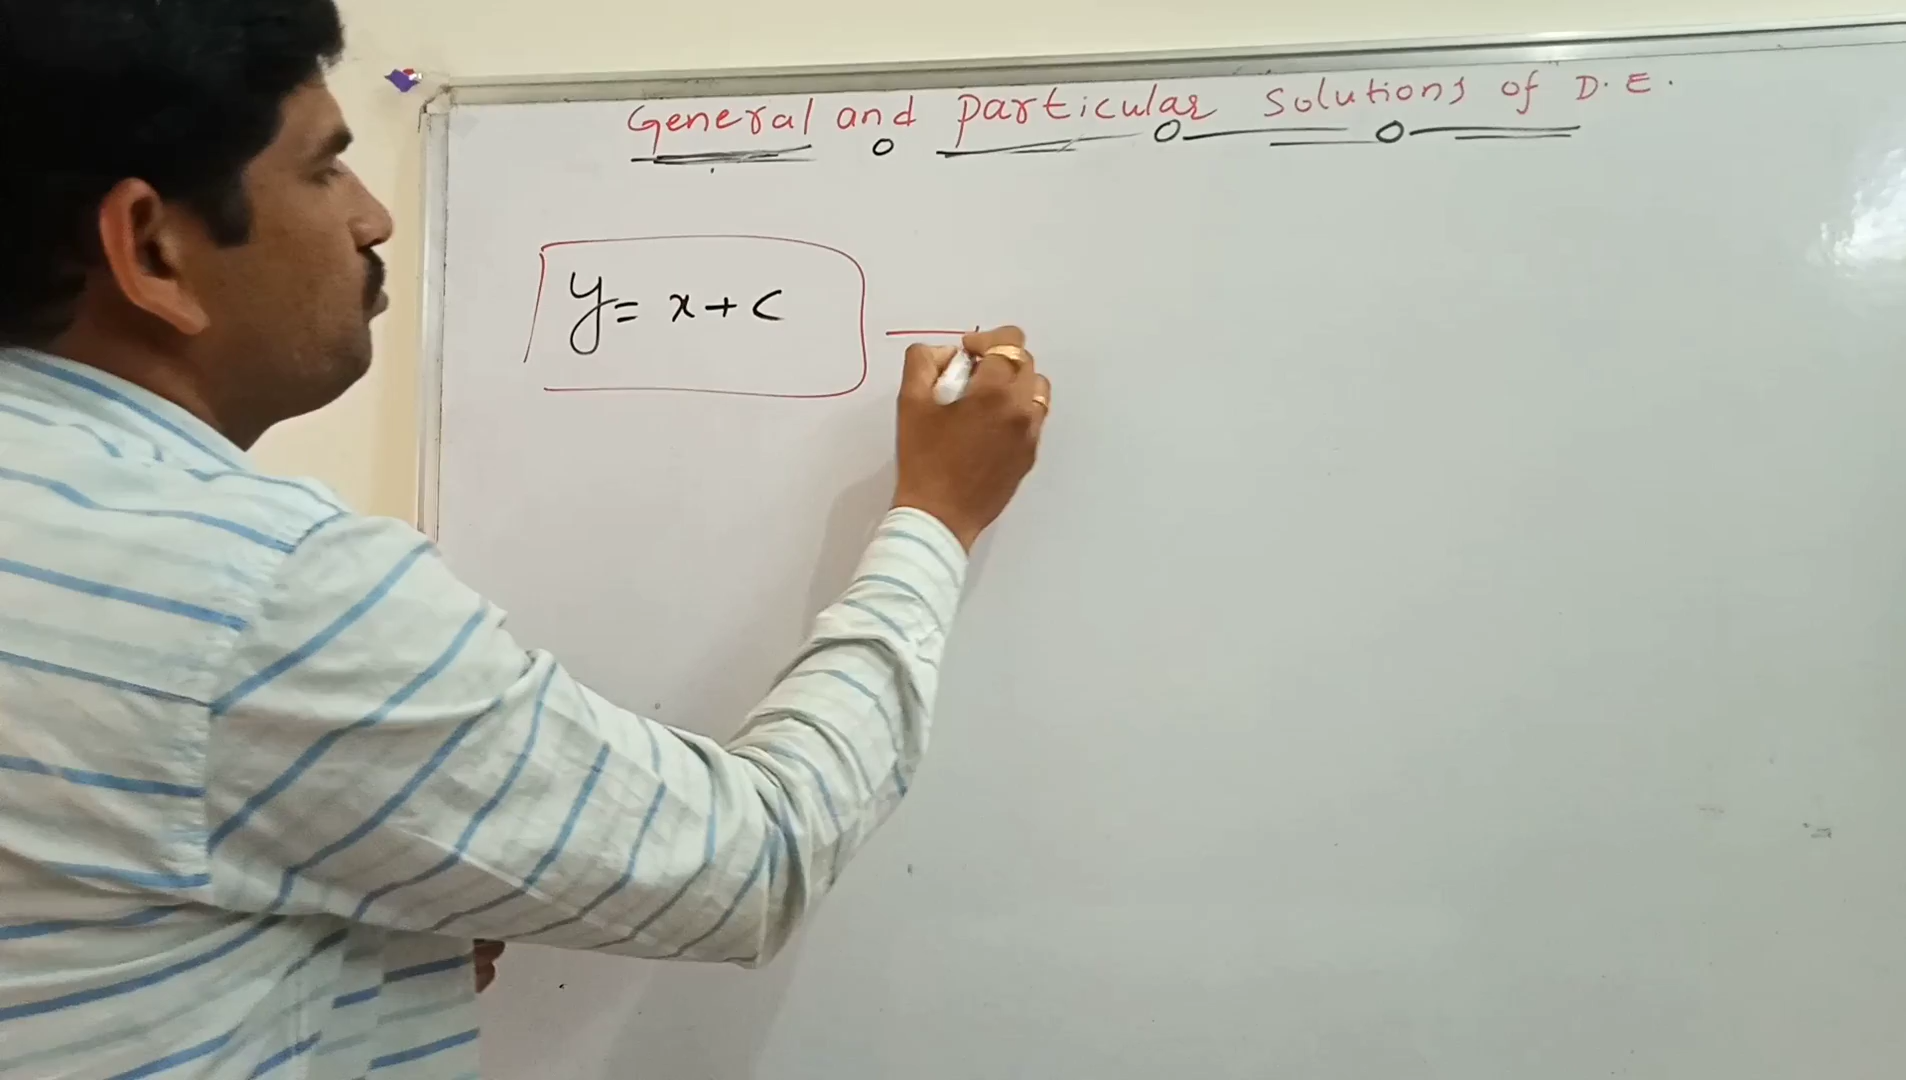 General and particular solutions of D.E.
y = x + c